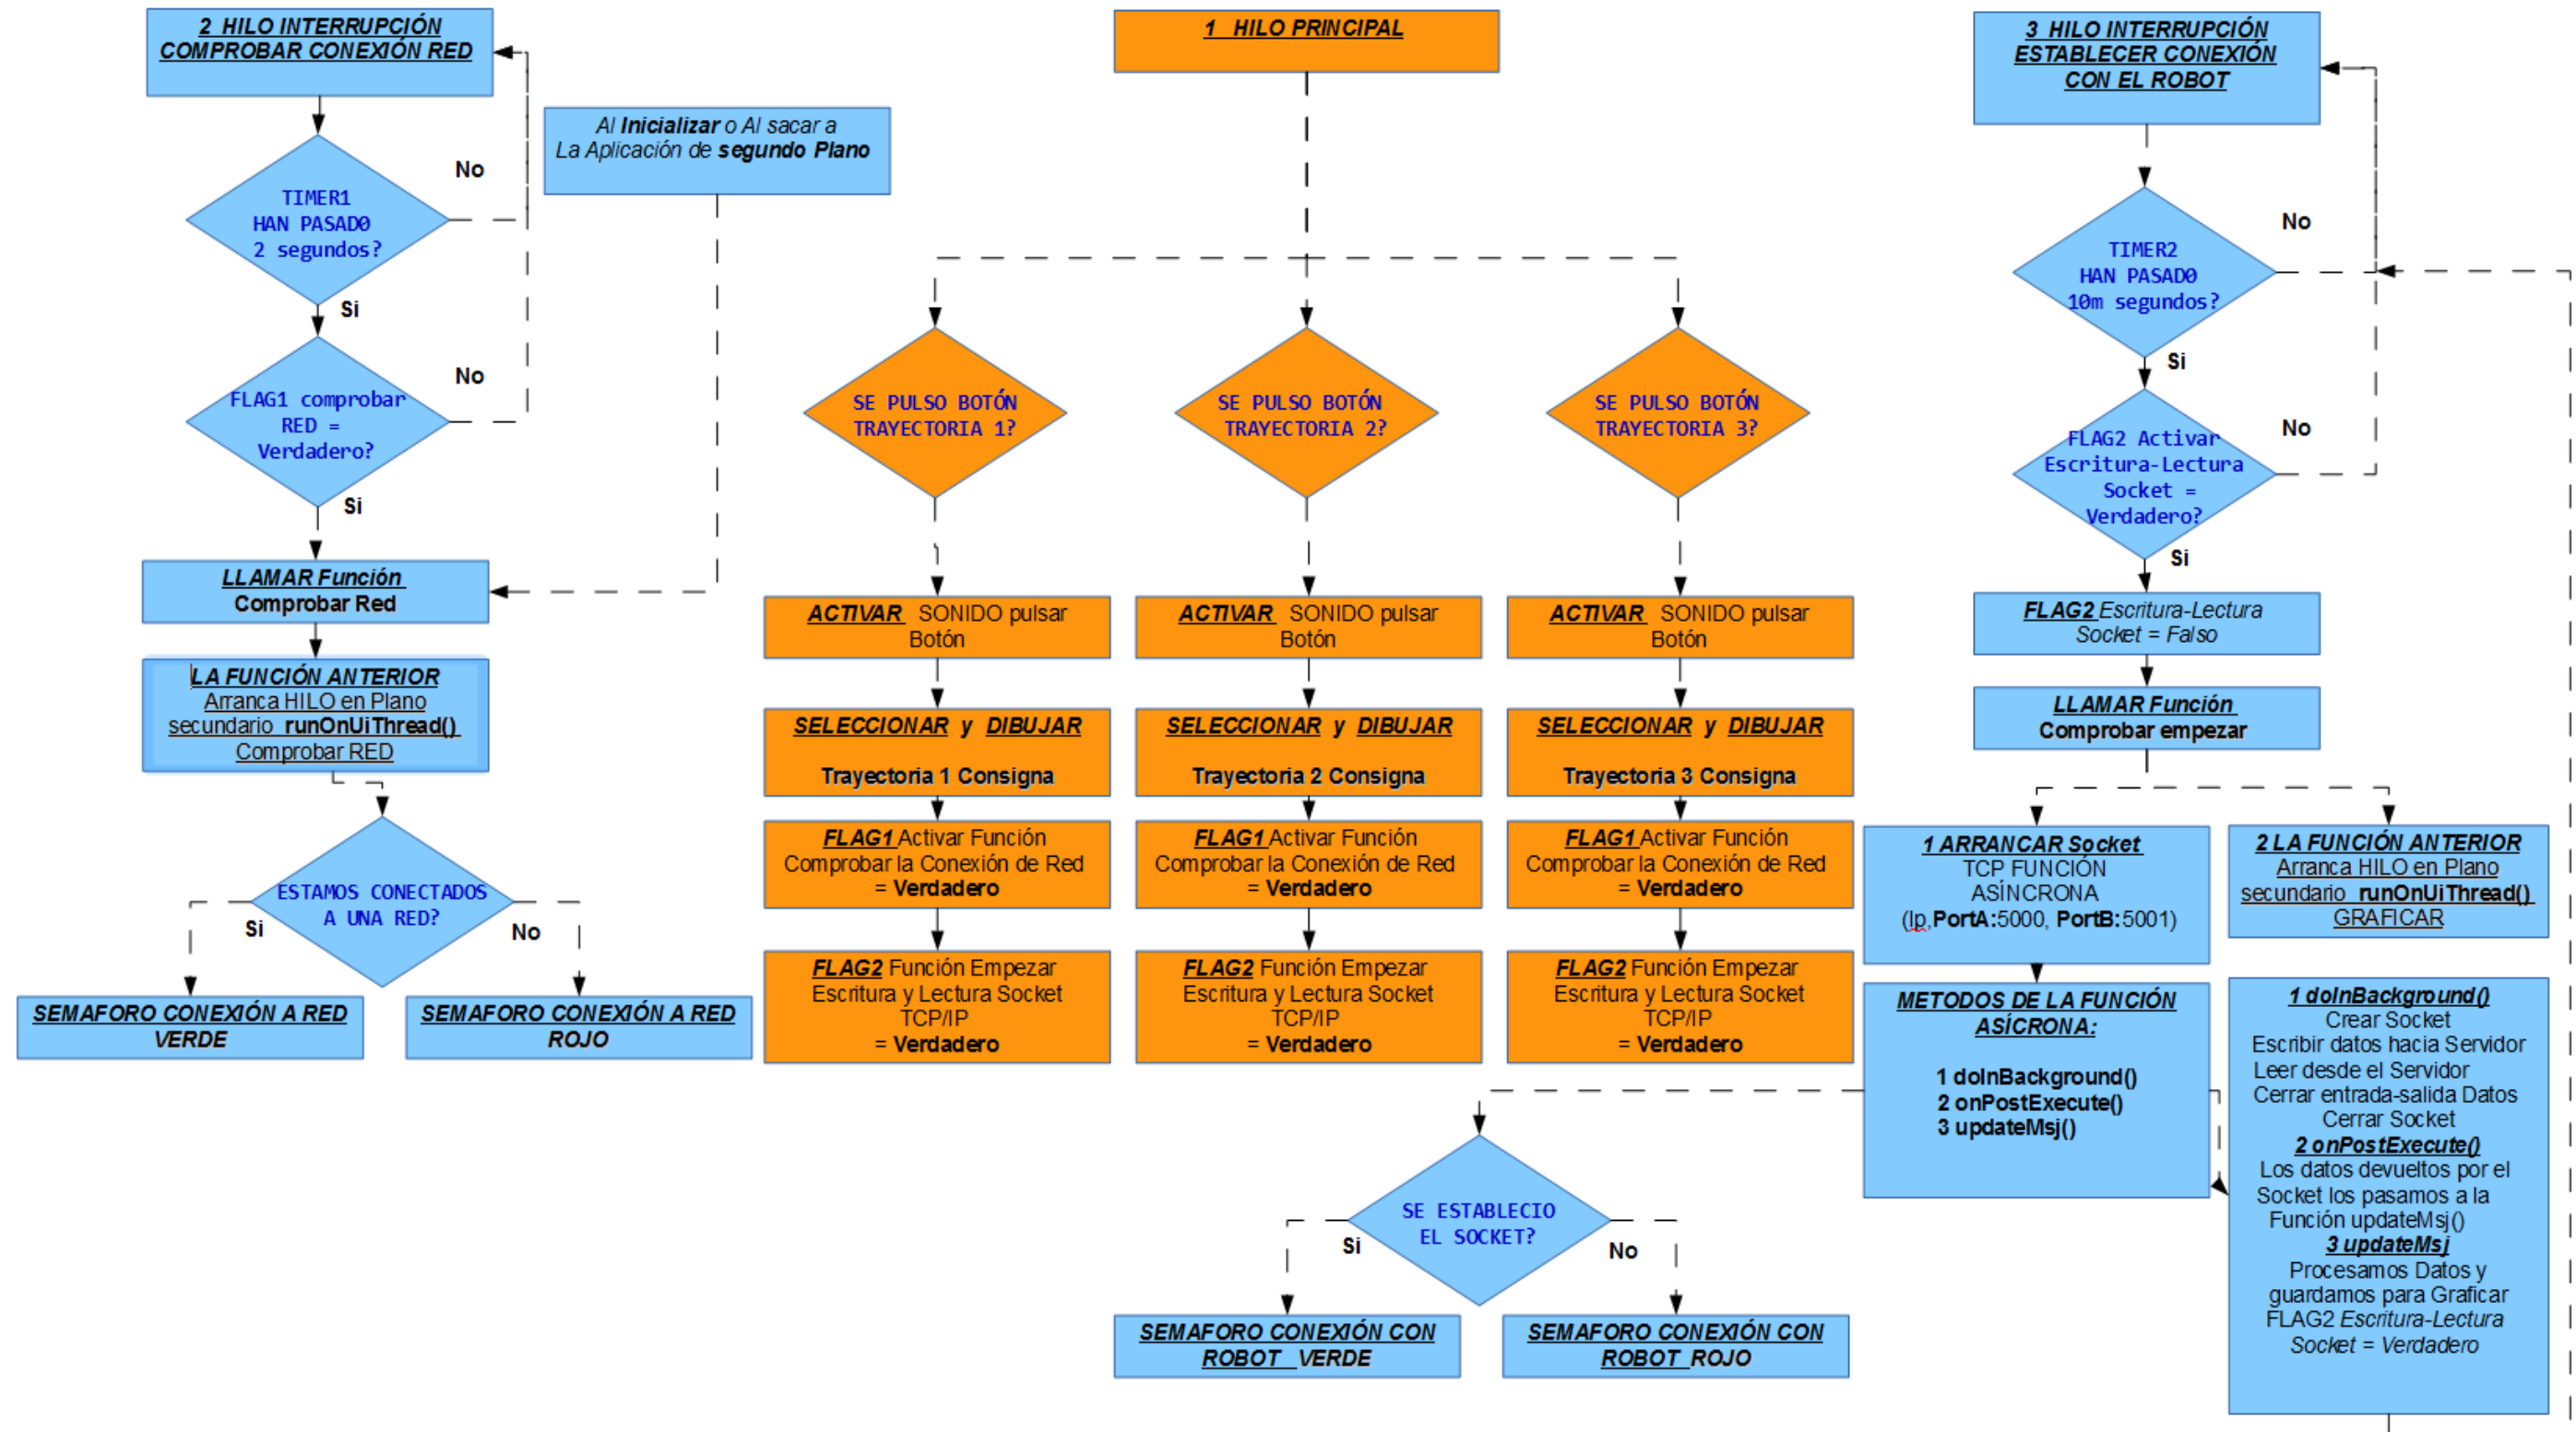 2 HILO INTERRUPCIÓN
COMPROBAR CONEXIÓN RED
TIMER1
HAN PASADO
2 segundos?
No
Si
FLAG1 comprobar
RED =
Verdadero?
No
Si
LLAMAR Función
Comprobar Red
LA FUNCIÓN ANTERIOR
Arranca HILO en Plano
secundario runOnUiThread()
Comprobar RED
ESTAMOS CONECTADOS
A UNA RED?
Si
No
SEMAFORO CONEXIÓN A RED
VERDE
SEMAFORO CONEXIÓN A RED
ROJO
Al Inicializar o Al sacar a
La Aplicación de segundo Plano
1 HILO PRINCIPAL
SE PULSO BOTÓN
TRAYECTORIA 1?
ACTIVAR SONIDO pulsar
Botón
SELECCIONAR y DIBUJAR
Trayectoria 1 Consigna
FLAG1 Activar Función
Comprobar la Conexión de Red
= Verdadero
FLAG2 Función Empezar
Escritura y Lectura Socket
TCP/IP
= Verdadero
SE PULSO BOTÓN
TRAYECTORIA 2?
ACTIVAR SONIDO pulsar
Botón
SELECCIONAR y DIBUJAR
Trayectoria 2 Consigna
FLAG1 Activar Función
Comprobar la Conexión de Red
= Verdadero
FLAG2 Función Empezar
Escritura y Lectura Socket
TCP/IP
= Verdadero
SE PULSO BOTÓN
TRAYECTORIA 3?
ACTIVAR SONIDO pulsar
Botón
SELECCIONAR y DIBUJAR
Trayectoria 3 Consigna
FLAG1 Activar Función
Comprobar la Conexión de Red
= Verdadero
FLAG2 Función Empezar
Escritura y Lectura Socket
TCP/IP
= Verdadero
3 HILO INTERRUPCIÓN
ESTABLECER CONEXIÓN
CON EL ROBOT
TIMER2
HAN PASADO
10m segundos?
No
Si
FLAG2 Activar
Escritura-Lectura
Socket =
Verdadero?
No
Si
FLAG2 Escritura-Lectura
Socket = Falso
LLAMAR Función
Comprobar empezar
1 ARRANCAR Socket
TCP FUNCIÓN
ASÍNCRONA
(Ip,PortA:5000, PortB:5001)
2 LA FUNCIÓN ANTERIOR
Arranca HILO en Plano
secundario runOnUiThread()
GRAFICAR
METODOS DE LA FUNCIÓN
ASÍCRONA:
1 doInBackground()
2 onPostExecute()
3 updateMsj()
1 doInBackground()
Crear Socket
Escribir datos hacia Servidor
Leer desde el Servidor
Cerrar entrada-salida Datos
Cerrar Socket
2 onPostExecute()
Los datos devueltos por el
Socket los pasamos a la
Función updateMsj()
3 updateMsj
Procesamos Datos y
guardamos para Graficar
FLAG2 Escritura-Lectura
Socket = Verdadero
SE ESTABLECIO
EL SOCKET?
Si
No
SEMAFORO CONEXIÓN CON
ROBOT VERDE
SEMAFORO CONEXIÓN CON
ROBOT ROJO